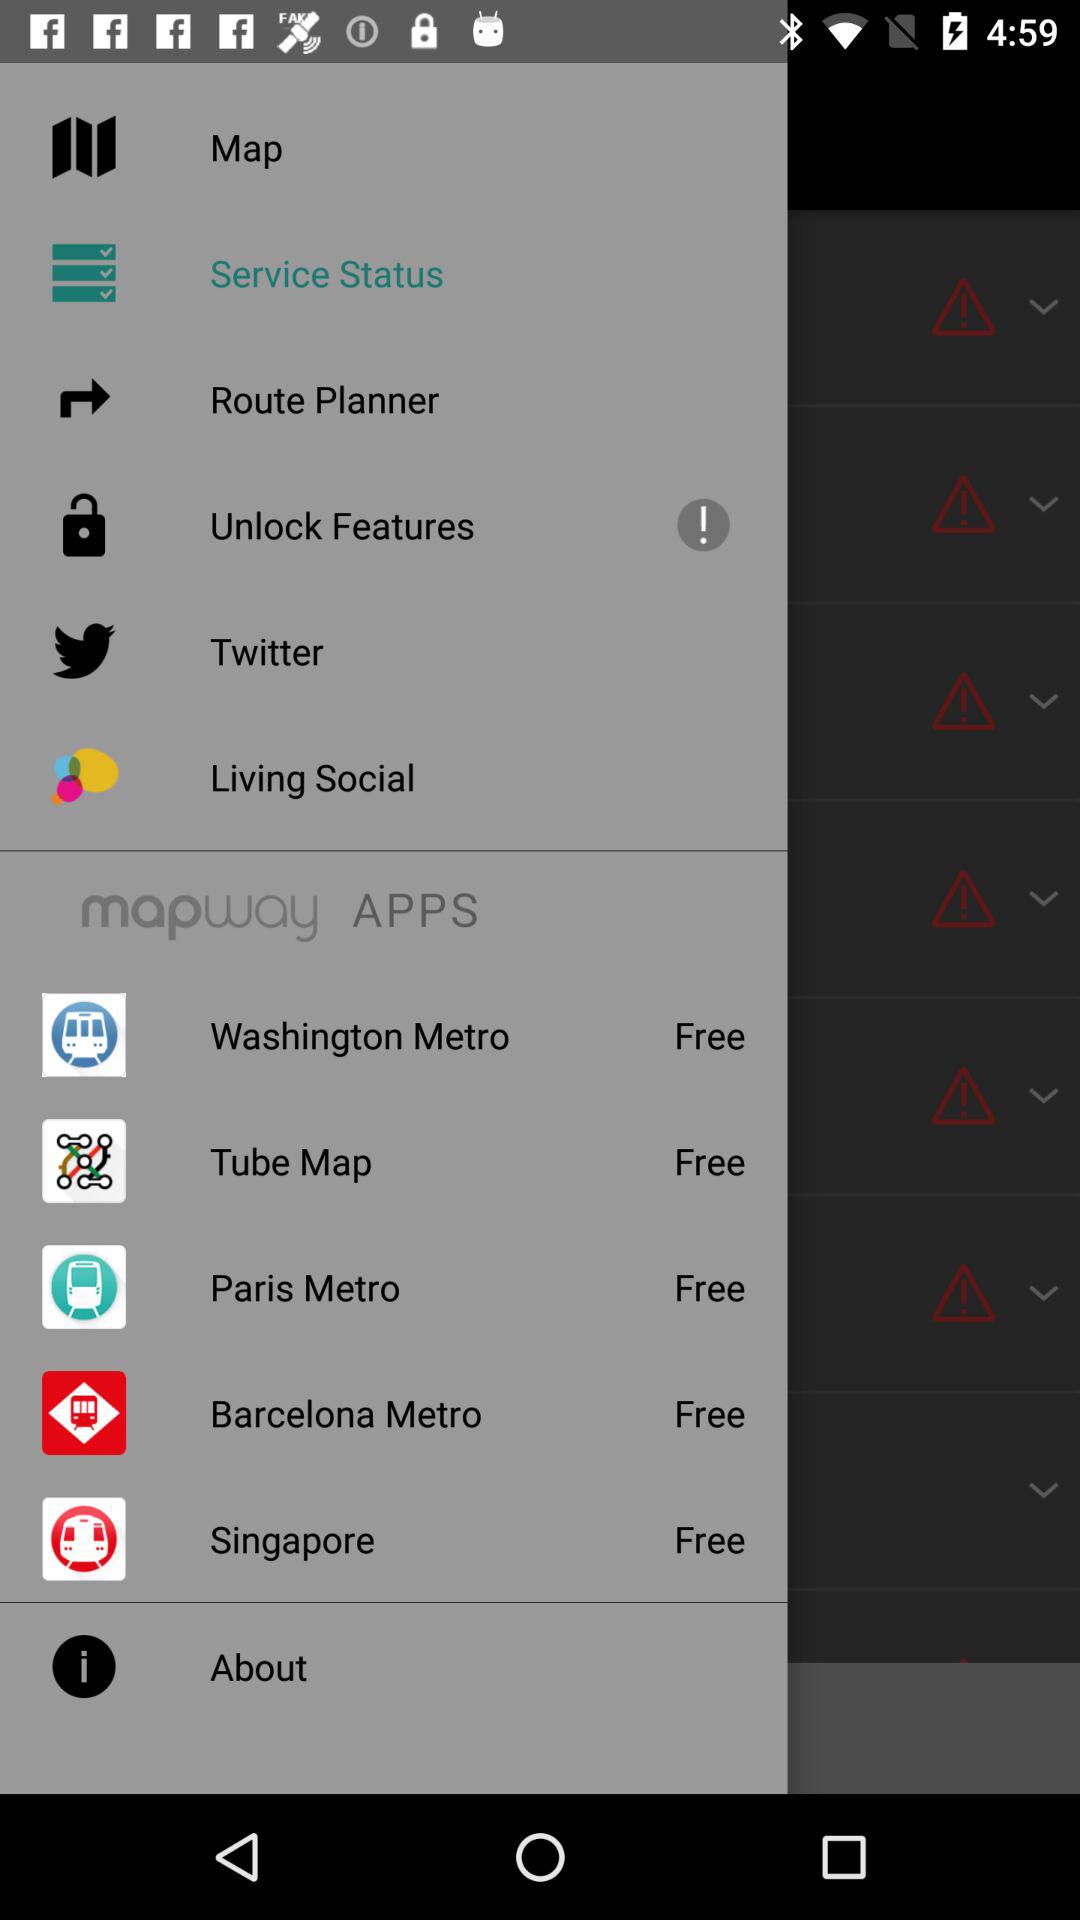 FAKE
4:59
Map
Service Status
Route Planner
Unlock Features
Twitter
Living Social
mapway APPS
Washington Metro Free
Tube Map Free
Paris Metro Free
Barcelona Metro Free
Singapore Free
About